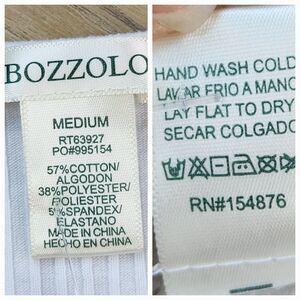 BOZZOLO
MEDIUM
RT63927
PO#995154
57%COTTON/
ALGODON
38%POLYESTER/
POLIESTER
5%SPANDEX/
ELASTANO
MADE IN CHINA
HECHO EN CHINA
HAND WASH COLD
LAVAR FRIO A MANO
LAY FLAT TO DRY
SECAR COLGADO
RN#154876